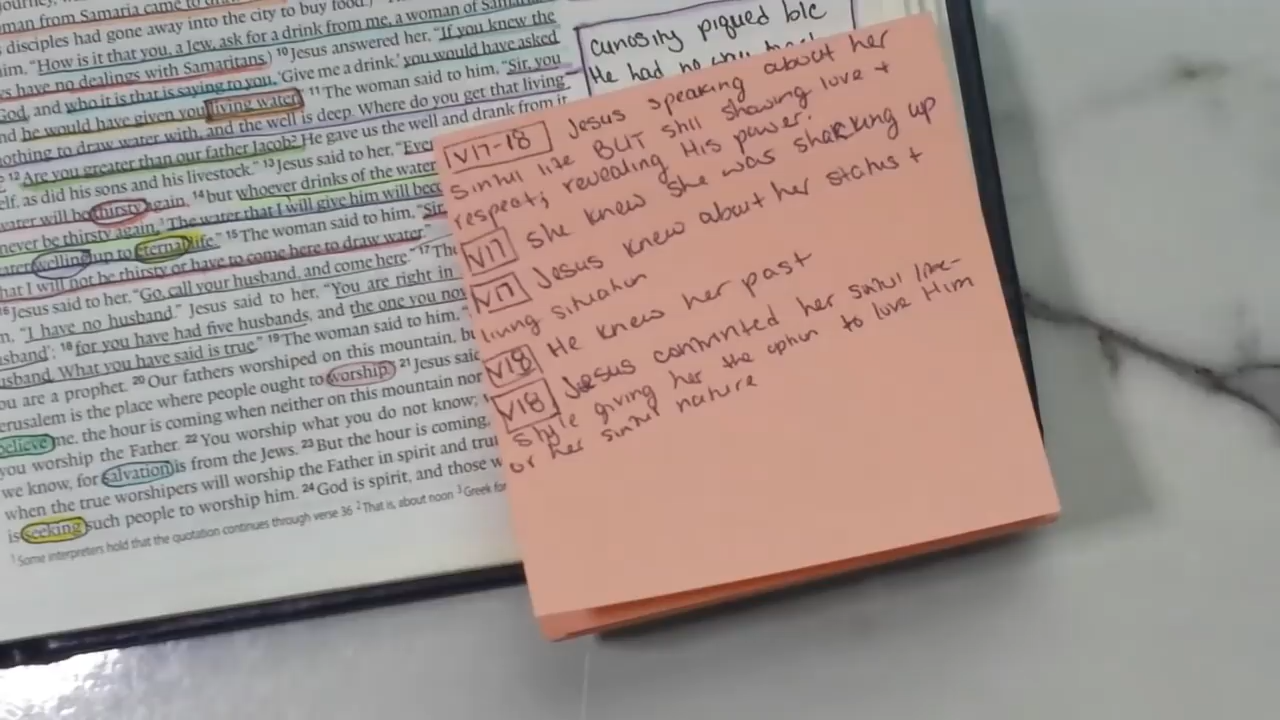 man from Samaria came to
disciples had gone away into the city to buy food.)
him, "How is it that you, a Jew, ask for a drink from me, a woman of Samaria
s have no dealings with Samaritans.) 10 Jesus answered her, "If you knew the
God, and who it is that is saying to you, 'Give me a drink,' you would have asked
nd he would have given you living water." 11 The woman said to him, "Sir, you
nothing to draw water with, and the well is deep. Where do you get that living
12 Are you greater than our father Jacob? He gave us the well and drank from it
elf, as did his sons and his livestock." 13 Jesus said to her, "Ever
water will be thirsty again, 14 but whoever drinks of the water
never be thirsty again. The water that I will give him will bec
water welling up to eternal life." 15 The woman said to him, "Sir,
hat I will not be thirsty or have to come here to draw water."
16 Jesus said to her, "Go, call your husband, and come here." 17 The
m, "I have no husband." Jesus said to her, "You are right in
usband'; 18 for you had five husbands, and the one you now
usband. What you have said is true." 19 The woman said to him, "
ou are a prophet. 20 Our fathers worshiped on this mountain, bu
erusalem is the place where people ought to worship." 21 Jesus said
believe me, the hour is coming when neither on this mountain nor
you worship the Father. 22 You worship what you do not know;
we know, for salvation is from the Jews. 23 But the hour is coming,
when the true worshipers will worship the Father in spirit and tru
is seeking such people to worship him. 24 God is spirit, and those w
1 Some interpreters hold that the quotation continues through verse 36 2 That is, about noon 3 Greek for
curiosity piqued b/c
He had no
V17-18 Jesus speaking about her
sinful life BUT still showing love +
respect; revealing His power.
V17 she knew she was shacking up
V17 Jesus knew about her status +
living situation
V18 He knew her past
V18 Jesus confronted her sinful life-
style giving her the option to love Him
or her sinful nature